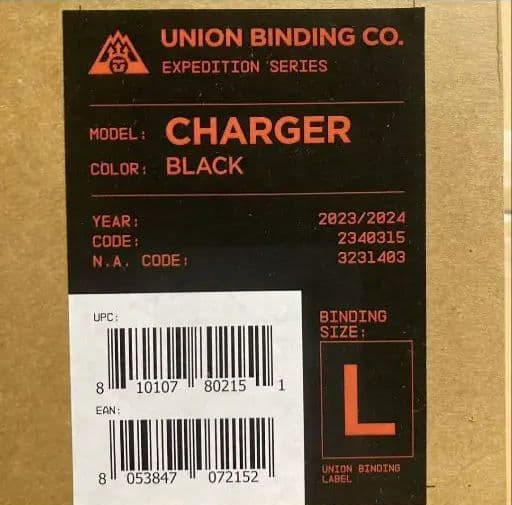 UNION BINDING CO.
EXPEDITION SERIES
MODEL: CHARGER
COLOR: BLACK
YEAR: 2023/2024
CODE: 2340315
N.A. CODE: 3231403
UPC:
8 10107 80215 1
EAN:
8 053847 072152
BINDING
SIZE:
L
UNION BINDING
LABEL